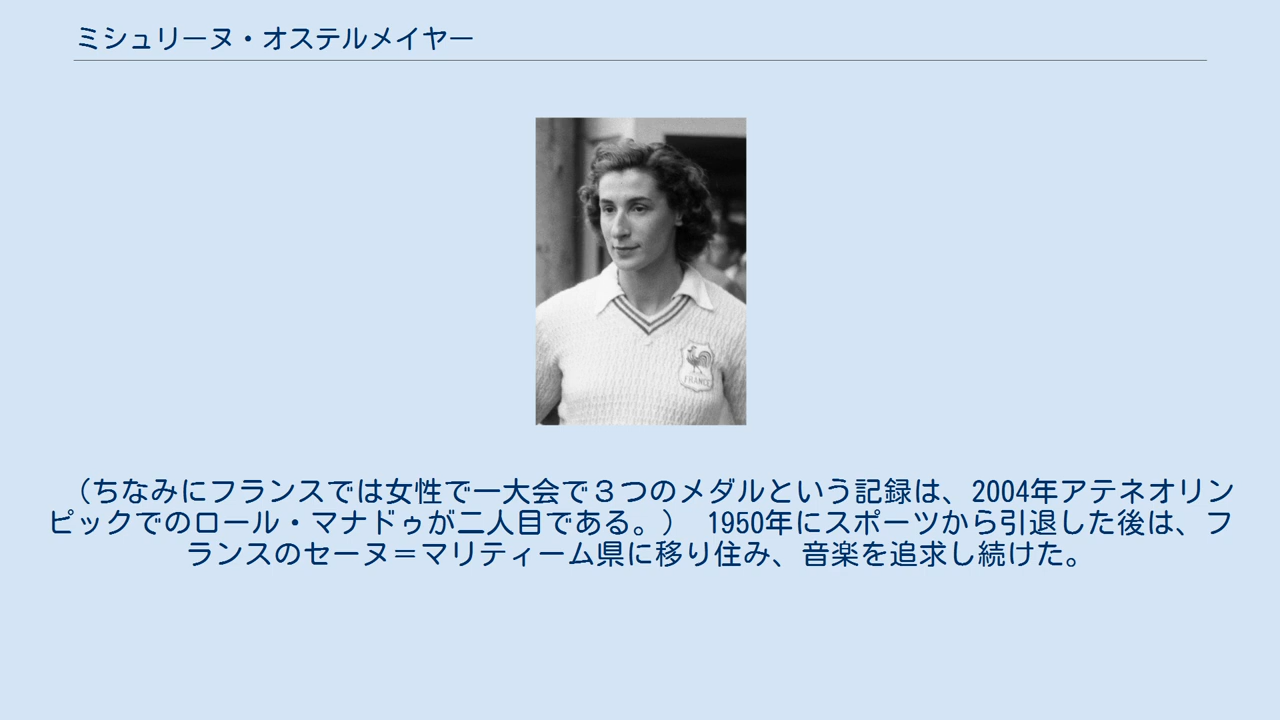 ミシュリーヌ・オステルメイヤー
FRANCE
（ちなみにフランスでは女性で一大会で３つのメダルという記録は、2004年アテネオリン
ピックでのロール・マナドゥが二人目である。） 1950年にスポーツから引退した後は、フ
ランスのセーヌ＝マリティーム県に移り住み、音楽を追求し続けた。